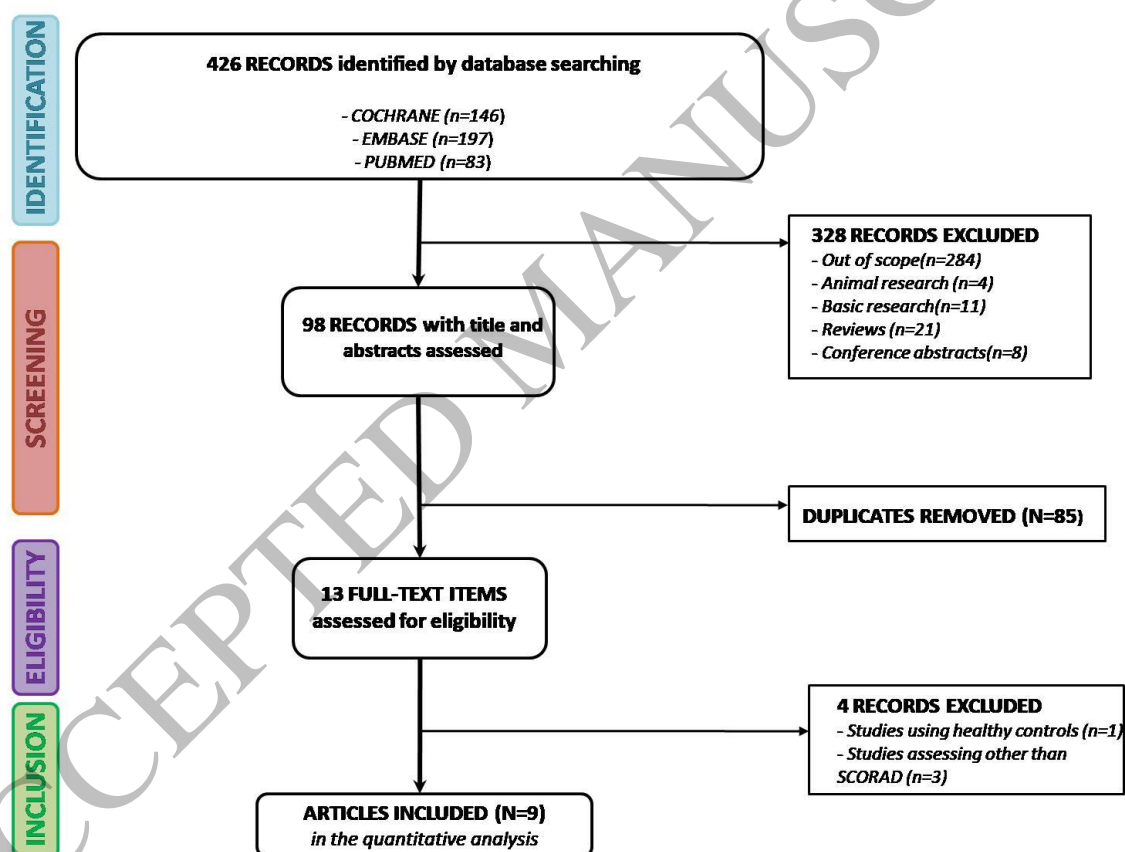 IDENTIFICATION
426 RECORDS identified by database searching
- COCHRANE (n=146)
- EMBASE (n=197)
- PUBMED (n=83)
SCREENING
328 RECORDS EXCLUDED
- Out of scope(n=284)
- Animal research (n=4)
- Basic research(n=11)
- Reviews (n=21)
- Conference abstracts(n=8)
98 RECORDS with title and
abstracts assessed
DUPLICATES REMOVED (N=85)
ELIGIBILITY
13 FULL-TEXT ITEMS
assessed for eligibility
INCLUSION
4 RECORDS EXCLUDED
- Studies using healthy controls (n=1)
- Studies assessing other than
SCORAD (n=3)
ARTICLES INCLUDED (N=9)
in the quantitative analysis
CCEPTED MANUSC